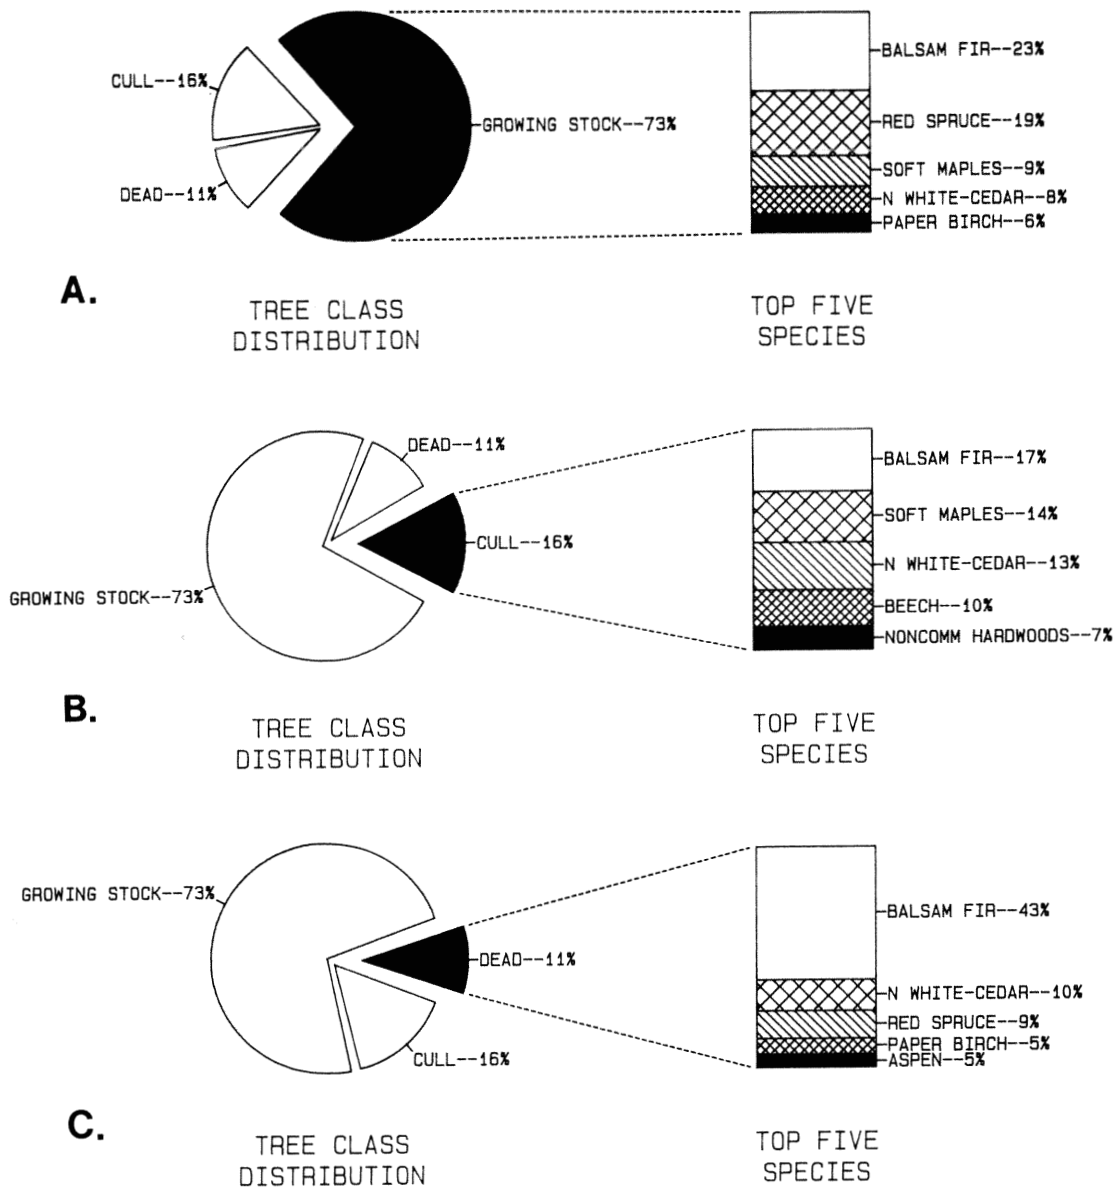 CULL--16%
GROWING STOCK--73%
DEAD--11%
BALSAM FIR--23%
RED SPRUCE--19%
SOFT MAPLES--9%
N WHITE-CEDAR--8%
PAPER BIRCH--6%
A.
TREE CLASS
DISTRIBUTION
TOP FIVE
SPECIES
DEAD--11%
CULL--16%
GROWING STOCK--73%
BALSAM FIR--17%
SOFT MAPLES--14%
N WHITE-CEDAR--13%
BEECH--10%
NONCOMM HARDWOODS--7%
B.
TREE CLASS
DISTRIBUTION
TOP FIVE
SPECIES
GROWING STOCK--73%
DEAD--11%
CULL--16%
BALSAM FIR--43%
N WHITE-CEDAR--10%
RED SPRUCE--9%
PAPER BIRCH--5%
ASPEN--5%
C.
TREE CLASS
DISTRIBUTION
TOP FIVE
SPECIES